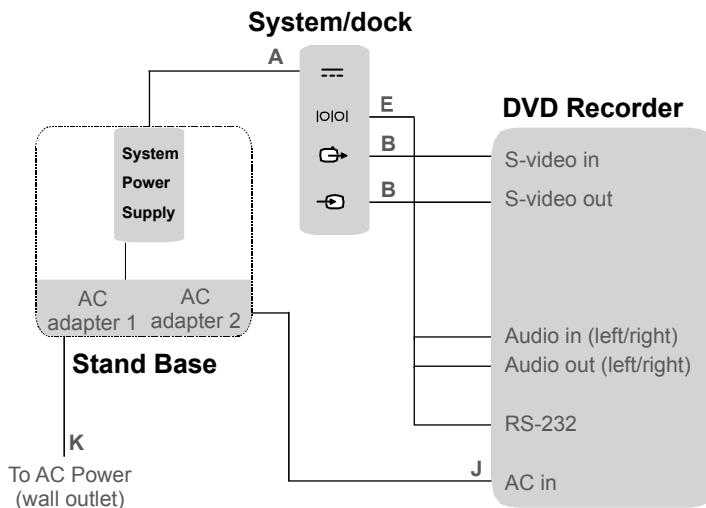 System/dock
A
IOIOI
E
B
B
DVD Recorder
S-video in
S-video out
Audio in (left/right)
Audio out (left/right)
RS-232
AC in
System
Power
Supply
AC
adapter 1
AC
adapter 2
Stand Base
K
J
To AC Power
(wall outlet)